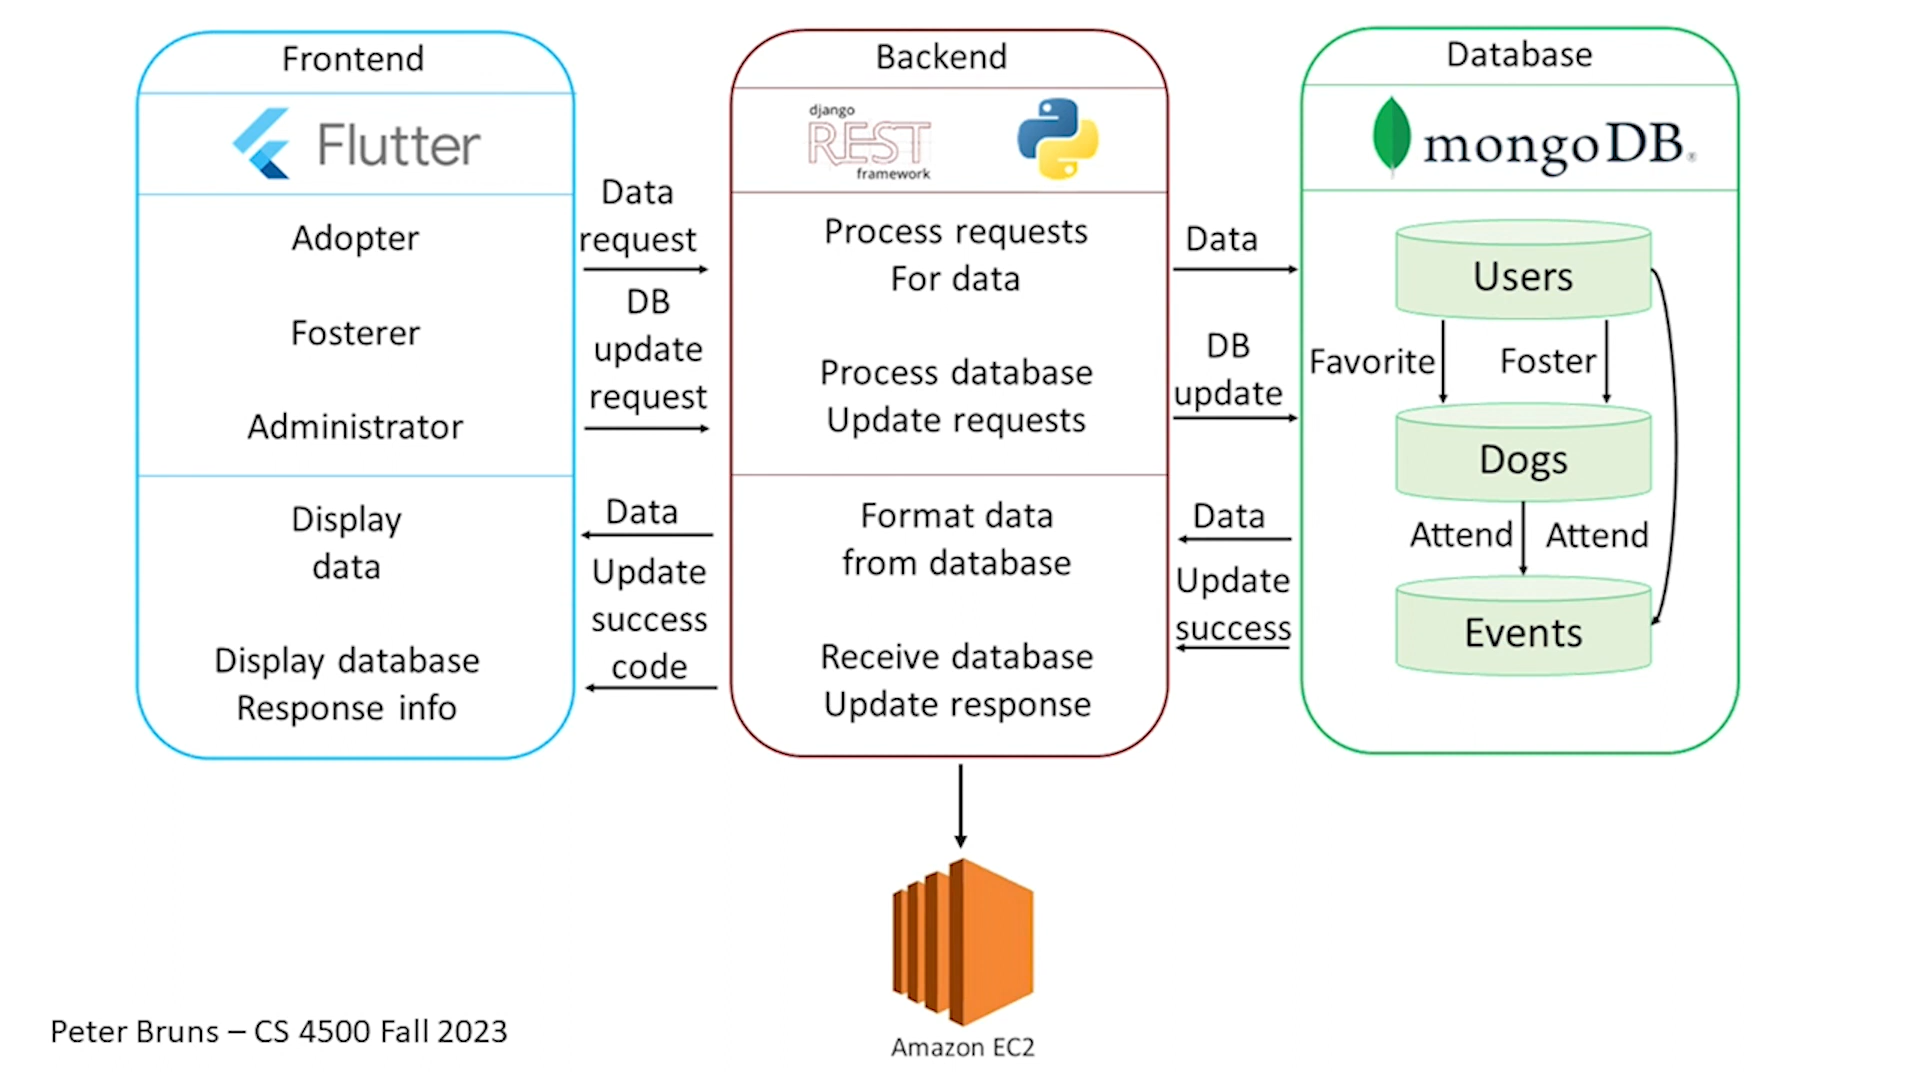 Frontend
Flutter
Adopter
Fosterer
Administrator
Display
data
Display database
Response info
Data
request
DB
update
request
Data
Update
success
code
Backend
django
REST
framework
Process requests
For data
Process database
Update requests
Format data
from database
Receive database
Update response
Data
DB
update
Data
Update
success
Database
mongoDB®
Users
Favorite
Foster
Dogs
Attend
Attend
Events
Amazon EC2
Peter Bruns – CS 4500 Fall 2023